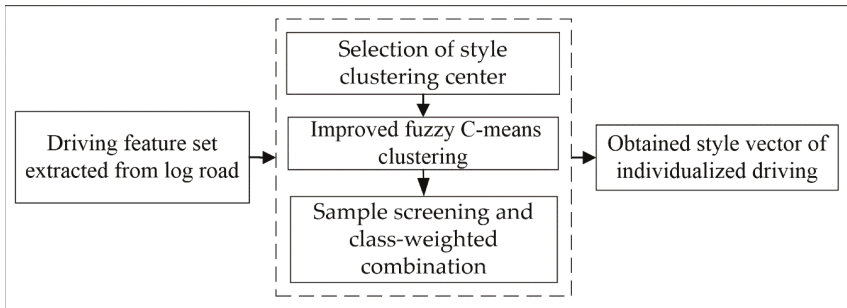 Driving feature set
extracted from log road
Selection of style
clustering center
Improved fuzzy C-means
clustering
Sample screening and
class-weighted
combination
Obtained style vector of
individualized driving